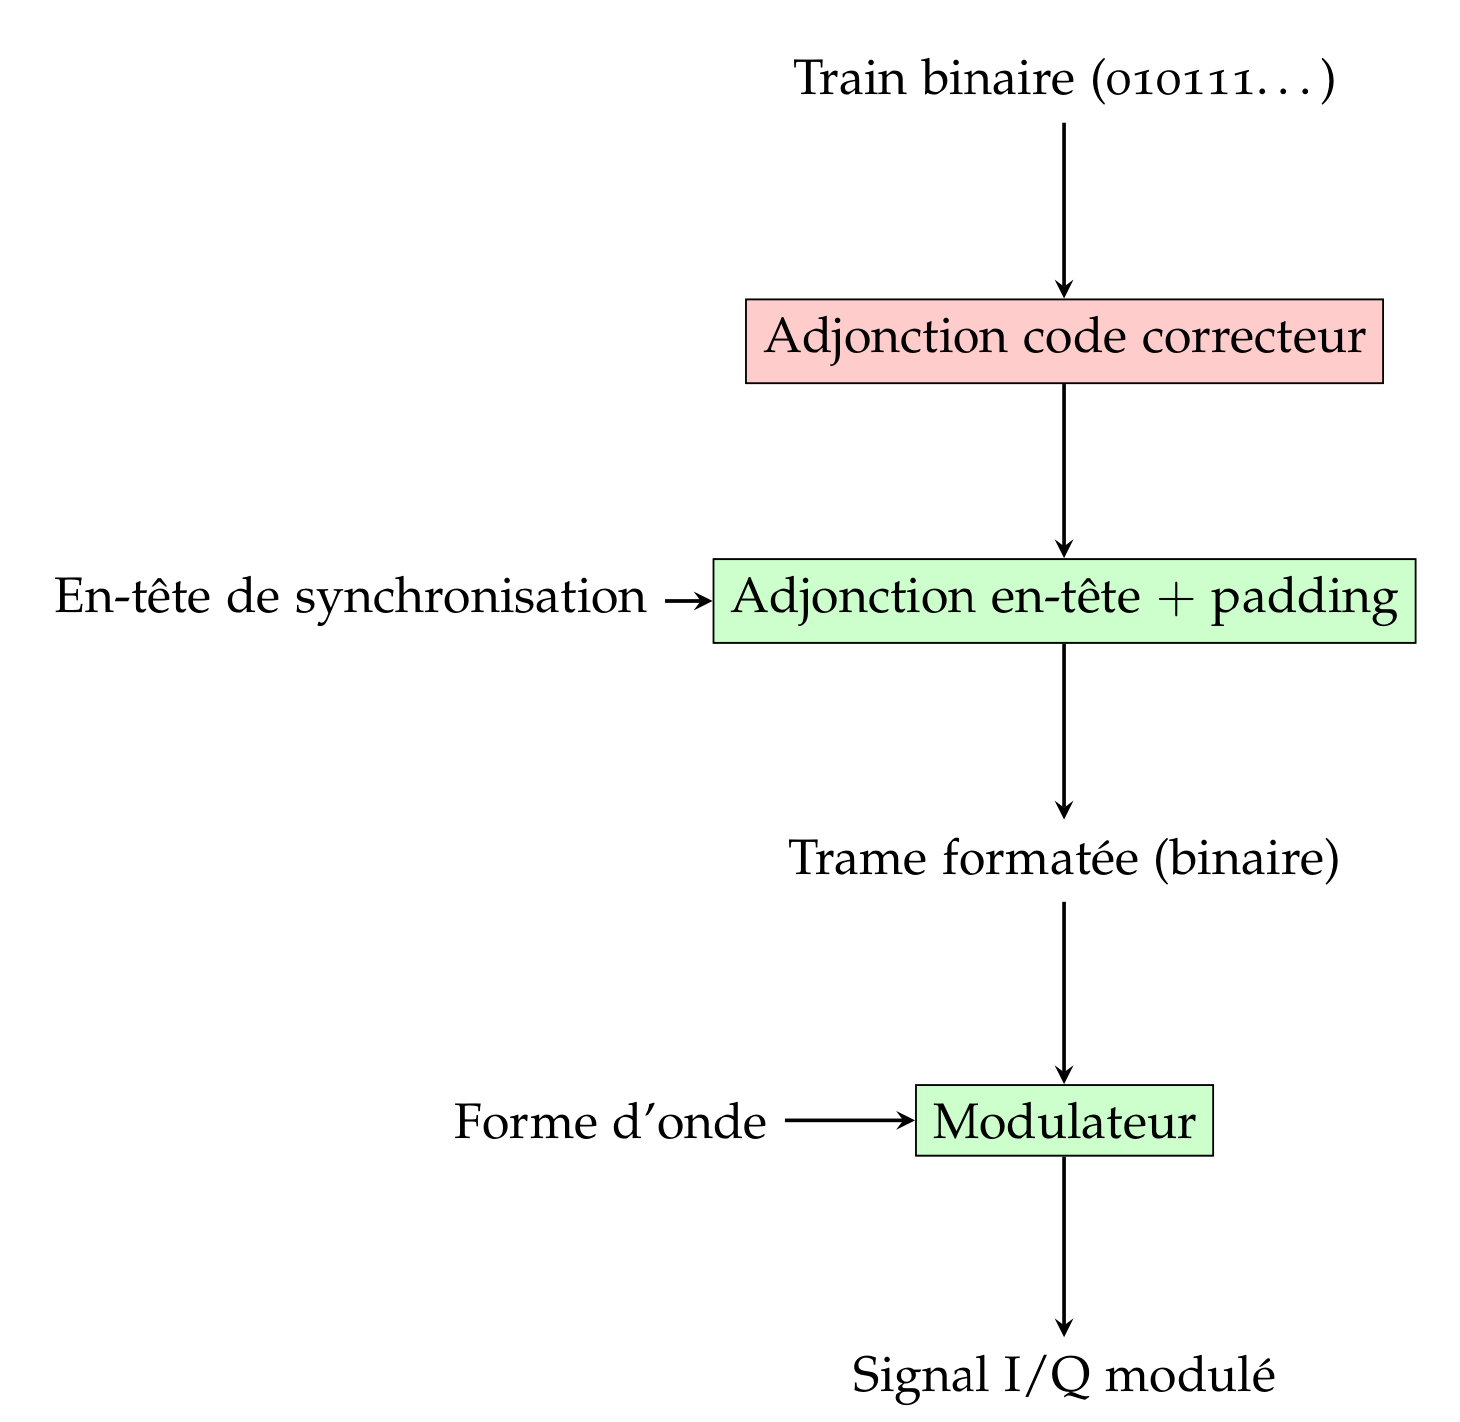 Train binaire (010111...)
Adjonction code correcteur
En-tête de synchronisation
Adjonction en-tête + padding
Trame formatée (binaire)
Forme d'onde
Modulateur
Signal I/Q modulé